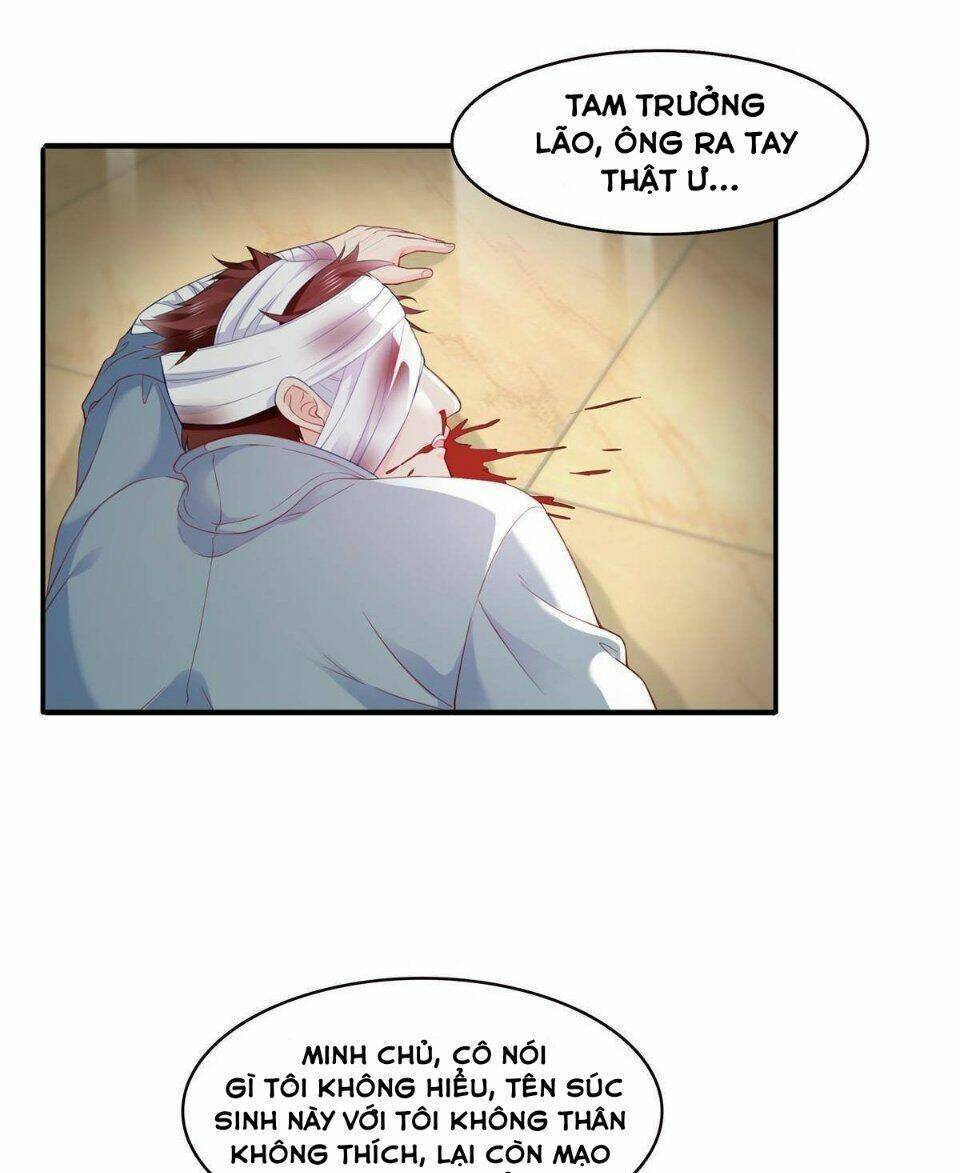 TAM TRƯỞNG
LÃO, ÔNG RA TAY
THẬT Ư...
MINH CHỦ, CÔ NÓI
GÌ TÔI KHÔNG HIỂU, TÊN SÚC
SINH NÀY VỚI TÔI KHÔNG THÂN
KHÔNG THÍCH, LẠI CÒN MẠO